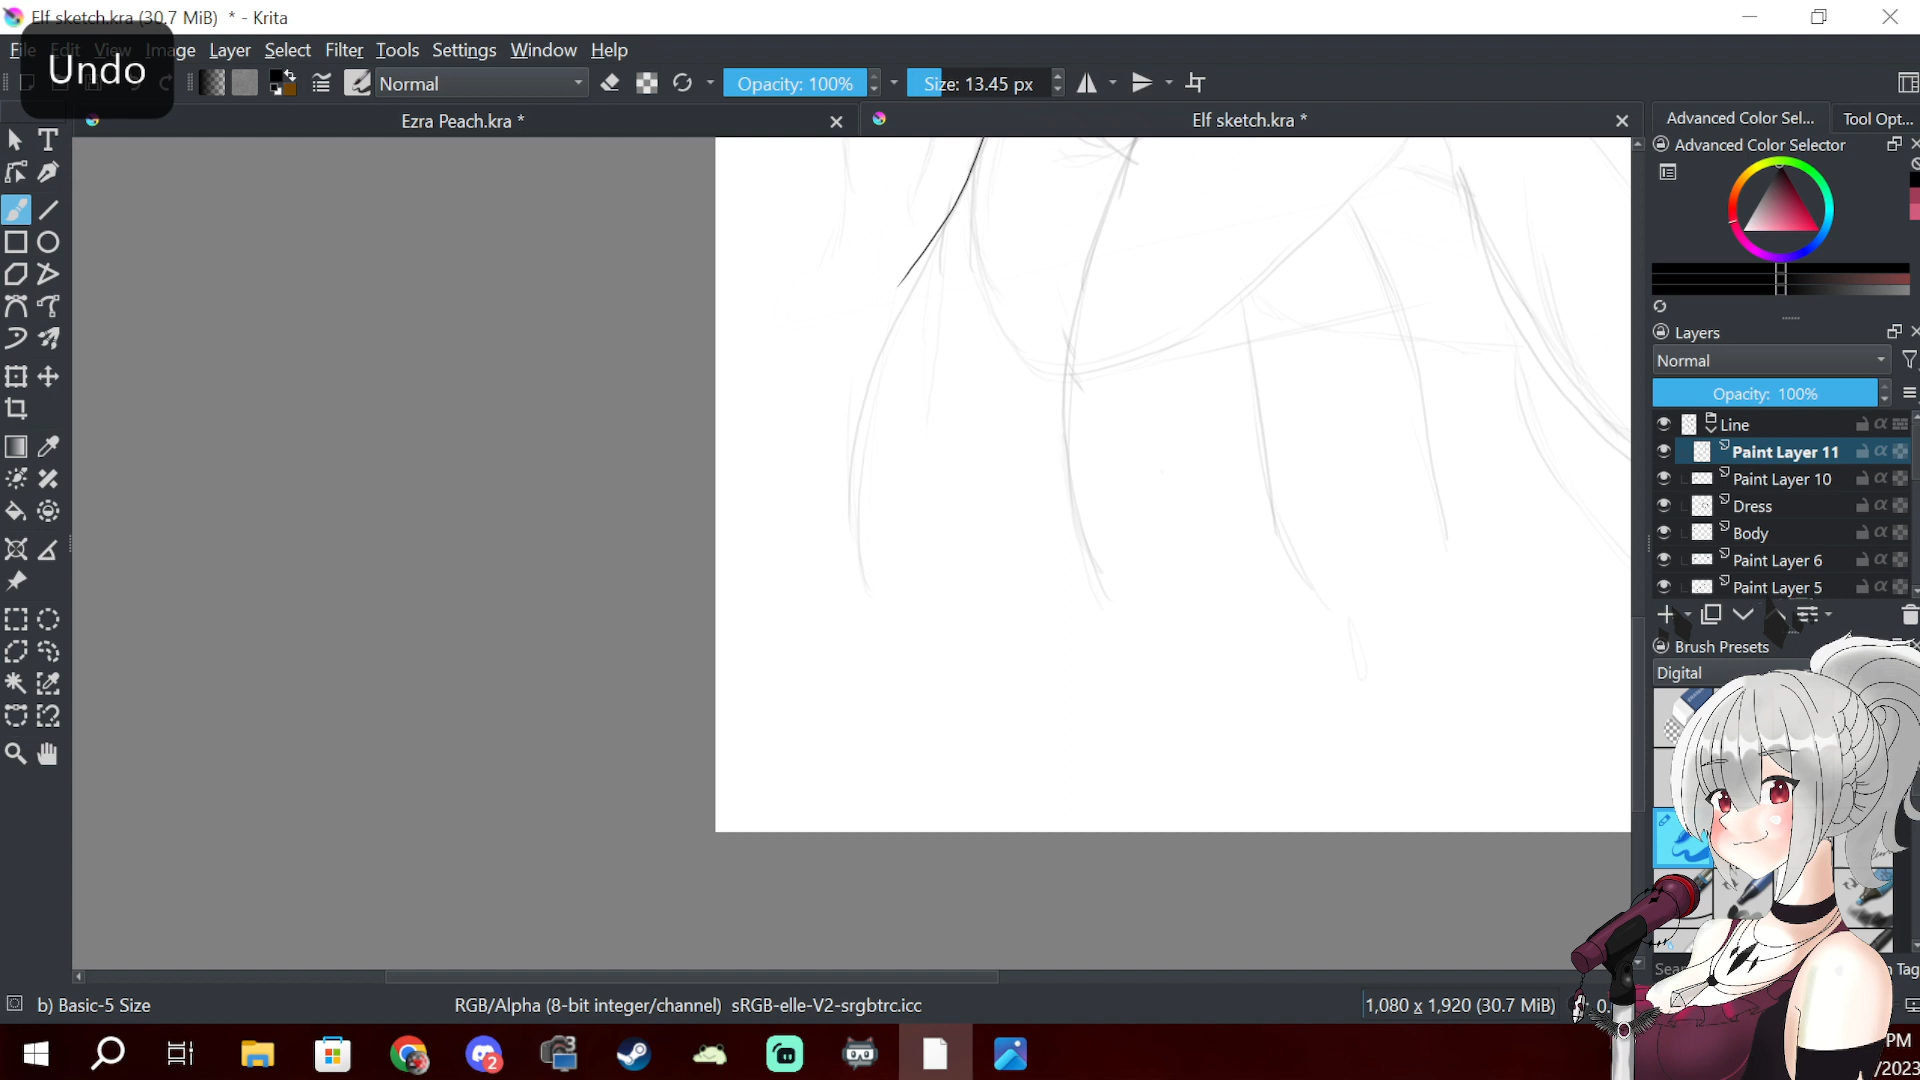 Elf sketch.kra (30.7 MiB) * - Krita
File Edit View Image Layer Select Filter Tools Settings Window Help
Undo
Normal
Opacity: 100%
Size: 13.45 px
Ezra Peach.kra *
Elf sketch.kra *
Advanced Color Sel...
Tool Opt...
Advanced Color Selector
Layers
Normal
Opacity: 100%
Line
Paint Layer 11
Paint Layer 10
Dress
Body
Paint Layer 6
Paint Layer 5
Brush Presets
Digital
Tag
b) Basic-5 Size
RGB/Alpha (8-bit integer/channel) sRGB-elle-V2-srgbtrc.icc
1,080 x 1,920 (30.7 MiB)
2
3
PM
/2023